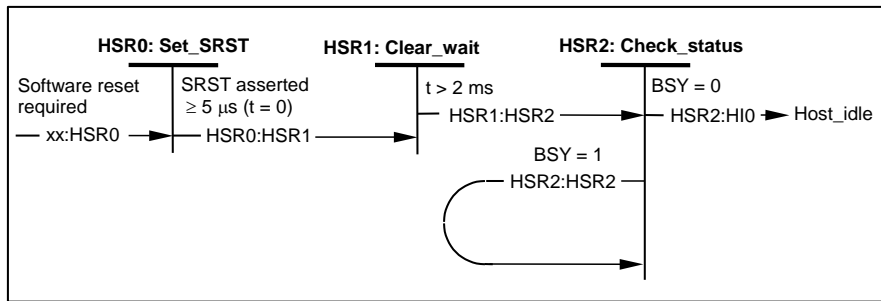 HSR0: Set_SRST
HSR1: Clear_wait
HSR2: Check_status
Software reset
required
SRST asserted
≥ 5 μs (t = 0)
t > 2 ms
BSY = 0
xx:HSR0
HSR0:HSR1
HSR1:HSR2
HSR2:HI0
Host_idle
BSY = 1
HSR2:HSR2